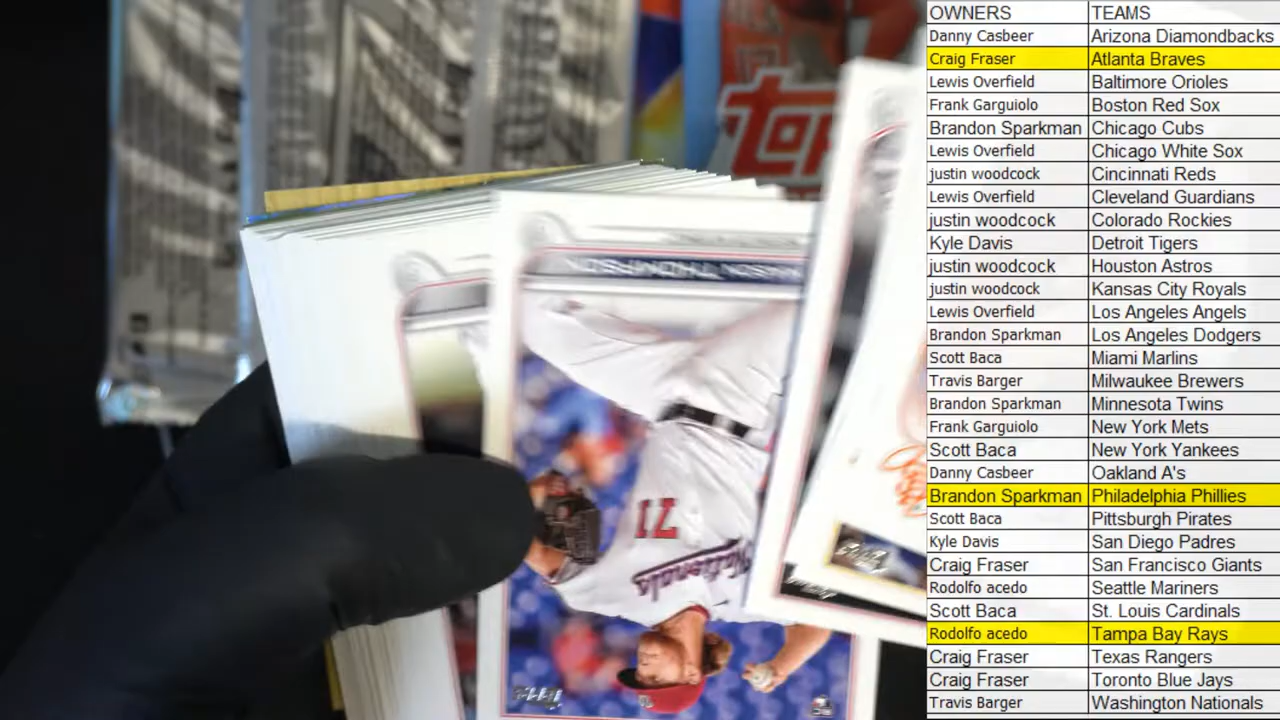 OWNERS TEAMS
Danny Casbeer Arizona Diamondbacks
Craig Fraser Atlanta Braves
Lewis Overfield Baltimore Orioles
Frank Garguiolo Boston Red Sox
Brandon Sparkman Chicago Cubs
Lewis Overfield Chicago White Sox
justin woodcock Cincinnati Reds
Lewis Overfield Cleveland Guardians
justin woodcock Colorado Rockies
Kyle Davis Detroit Tigers
justin woodcock Houston Astros
justin woodcock Kansas City Royals
Lewis Overfield Los Angeles Angels
Brandon Sparkman Los Angeles Dodgers
Scott Baca Miami Marlins
Travis Barger Milwaukee Brewers
Brandon Sparkman Minnesota Twins
Frank Garguiolo New York Mets
Scott Baca New York Yankees
Danny Casbeer Oakland A's
Brandon Sparkman Philadelphia Phillies
Scott Baca Pittsburgh Pirates
Kyle Davis San Diego Padres
Craig Fraser San Francisco Giants
Rodolfo acedo Seattle Mariners
Scott Baca St. Louis Cardinals
Rodolfo acedo Tampa Bay Rays
Craig Fraser Texas Rangers
Craig Fraser Toronto Blue Jays
Travis Barger Washington Nationals
71
Nationals